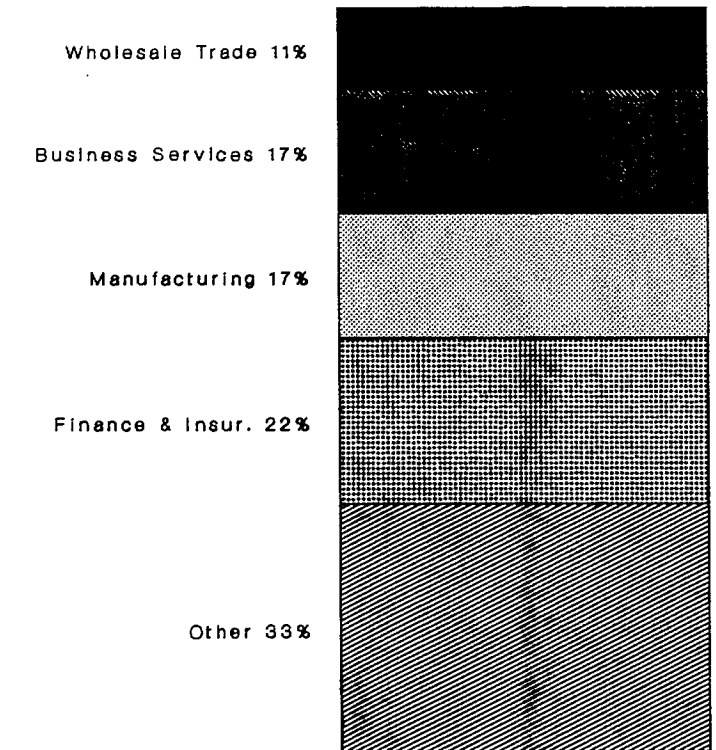 Wholesale Trade 11%
Business Services 17%
Manufacturing 17%
Finance & Insur. 22%
Other 33%